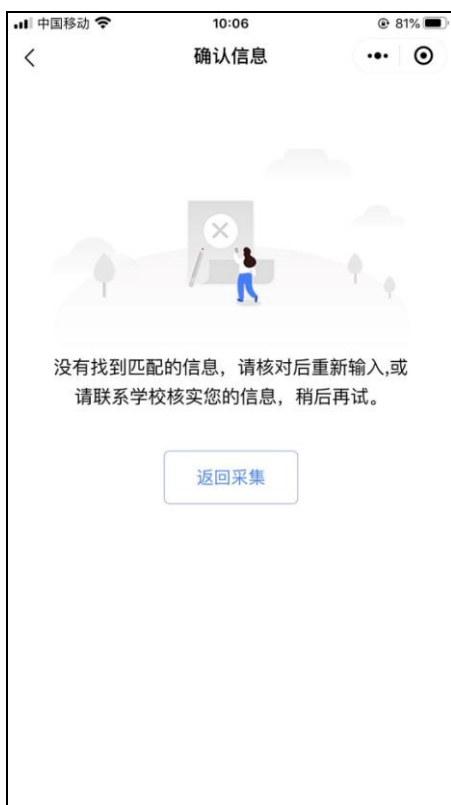 中国移动 10:06 81%
确认信息
没有找到匹配的信息，请核对后重新输入,或
请联系学校核实您的信息，稍后再试。
返回采集